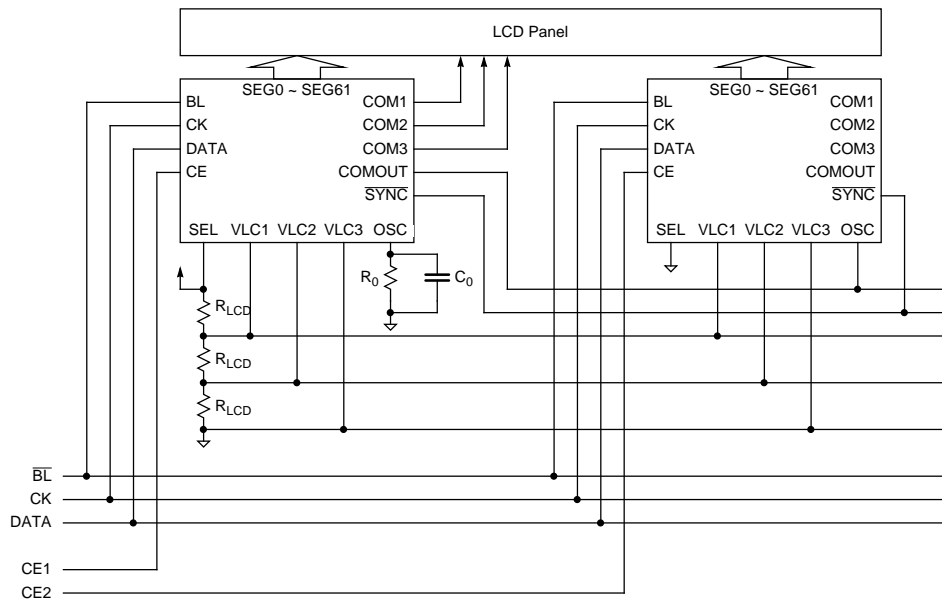 LCD Panel
SEG0 ~ SEG61
BL
CK
DATA
CE
COM1
COM2
COM3
COMOUT
SYNC
SEL VLC1 VLC2 VLC3 OSC
SEG0 ~ SEG61
BL
CK
DATA
CE
COM1
COM2
COM3
COMOUT
SYNC
SEL VLC1 VLC2 VLC3 OSC
R0
C0
RLCD
RLCD
RLCD
BL
CK
DATA
CE1
CE2